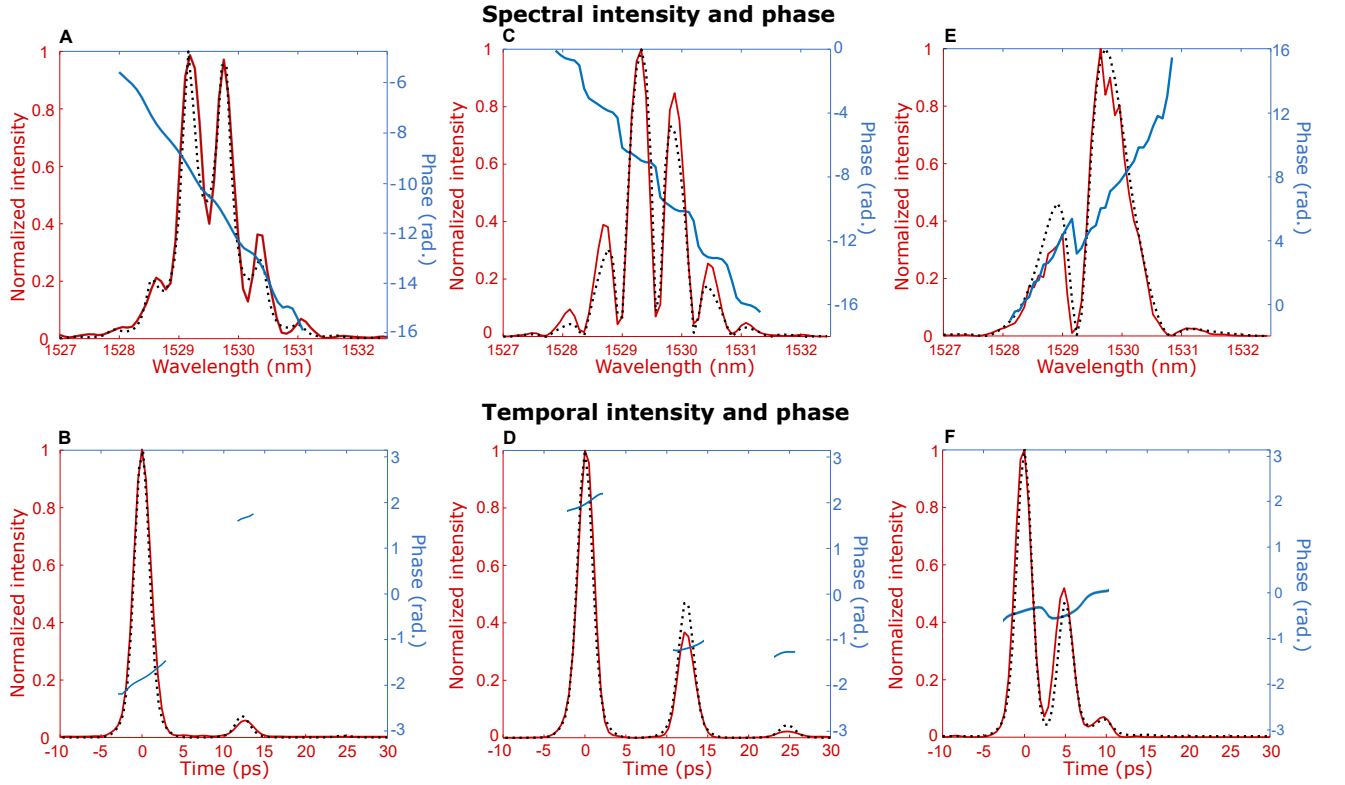 Spectral intensity and phase
A
Normalized intensity
1
0.8
0.6
0.4
0.2
0
1527 1528 1529 1530 1531 1532
Wavelength (nm)
-6
-8
-10
-12
-14
-16
Phase (rad.)
C
Normalized intensity
1
0.8
0.6
0.4
0.2
0
1527 1528 1529 1530 1531 1532
Wavelength (nm)
0
-4
-8
-12
-16
Phase (rad.)
E
Normalized intensity
1
0.8
0.6
0.4
0.2
0
1527 1528 1529 1530 1531 1532
Wavelength (nm)
16
12
8
4
0
Phase (rad.)
Temporal intensity and phase
B
Normalized intensity
1
0.8
0.6
0.4
0.2
0
-10 -5 0 5 10 15 20 25 30
Time (ps)
3
2
1
0
-1
-2
-3
Phase (rad.)
D
Normalized intensity
1
0.8
0.6
0.4
0.2
0
-10 -5 0 5 10 15 20 25 30
Time (ps)
3
2
1
0
-1
-2
-3
Phase (rad.)
F
Normalized intensity
1
0.8
0.6
0.4
0.2
0
-10 -5 0 5 10 15 20 25 30
Time (ps)
3
2
1
0
-1
-2
-3
Phase (rad.)